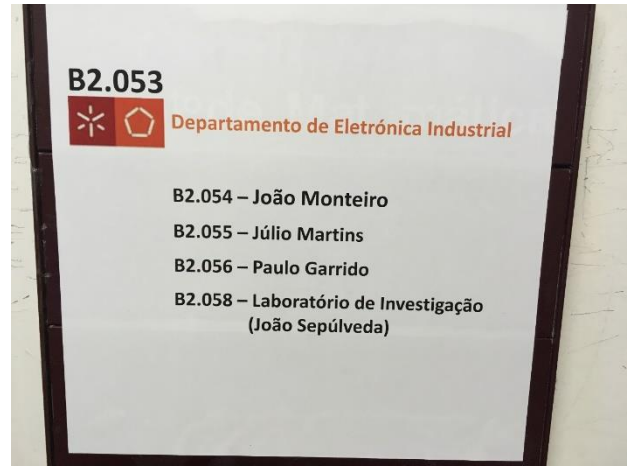 B2.053
Departamento de Eletrónica Industrial
B2.054 – João Monteiro
B2.055 – Júlio Martins
B2.056 – Paulo Garrido
B2.058 – Laboratório de Investigação
(João Sepúlveda)